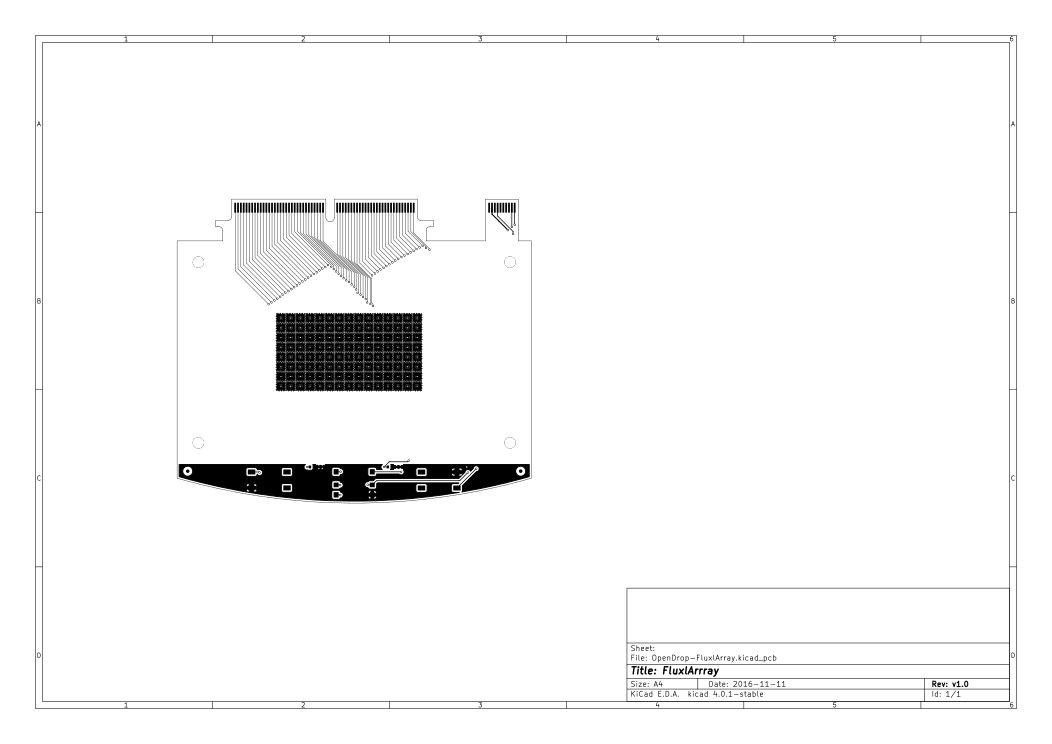 1 2 3 4 5 6
A A
B B
C C
D D
Sheet:
File: OpenDrop-FluxlArray.kicad_pcb
Title: FluxlArrray
Size: A4 Date: 2016-11-11 Rev: v1.0
KiCad E.D.A. kicad 4.0.1-stable Id: 1/1
1 2 3 4 5 6